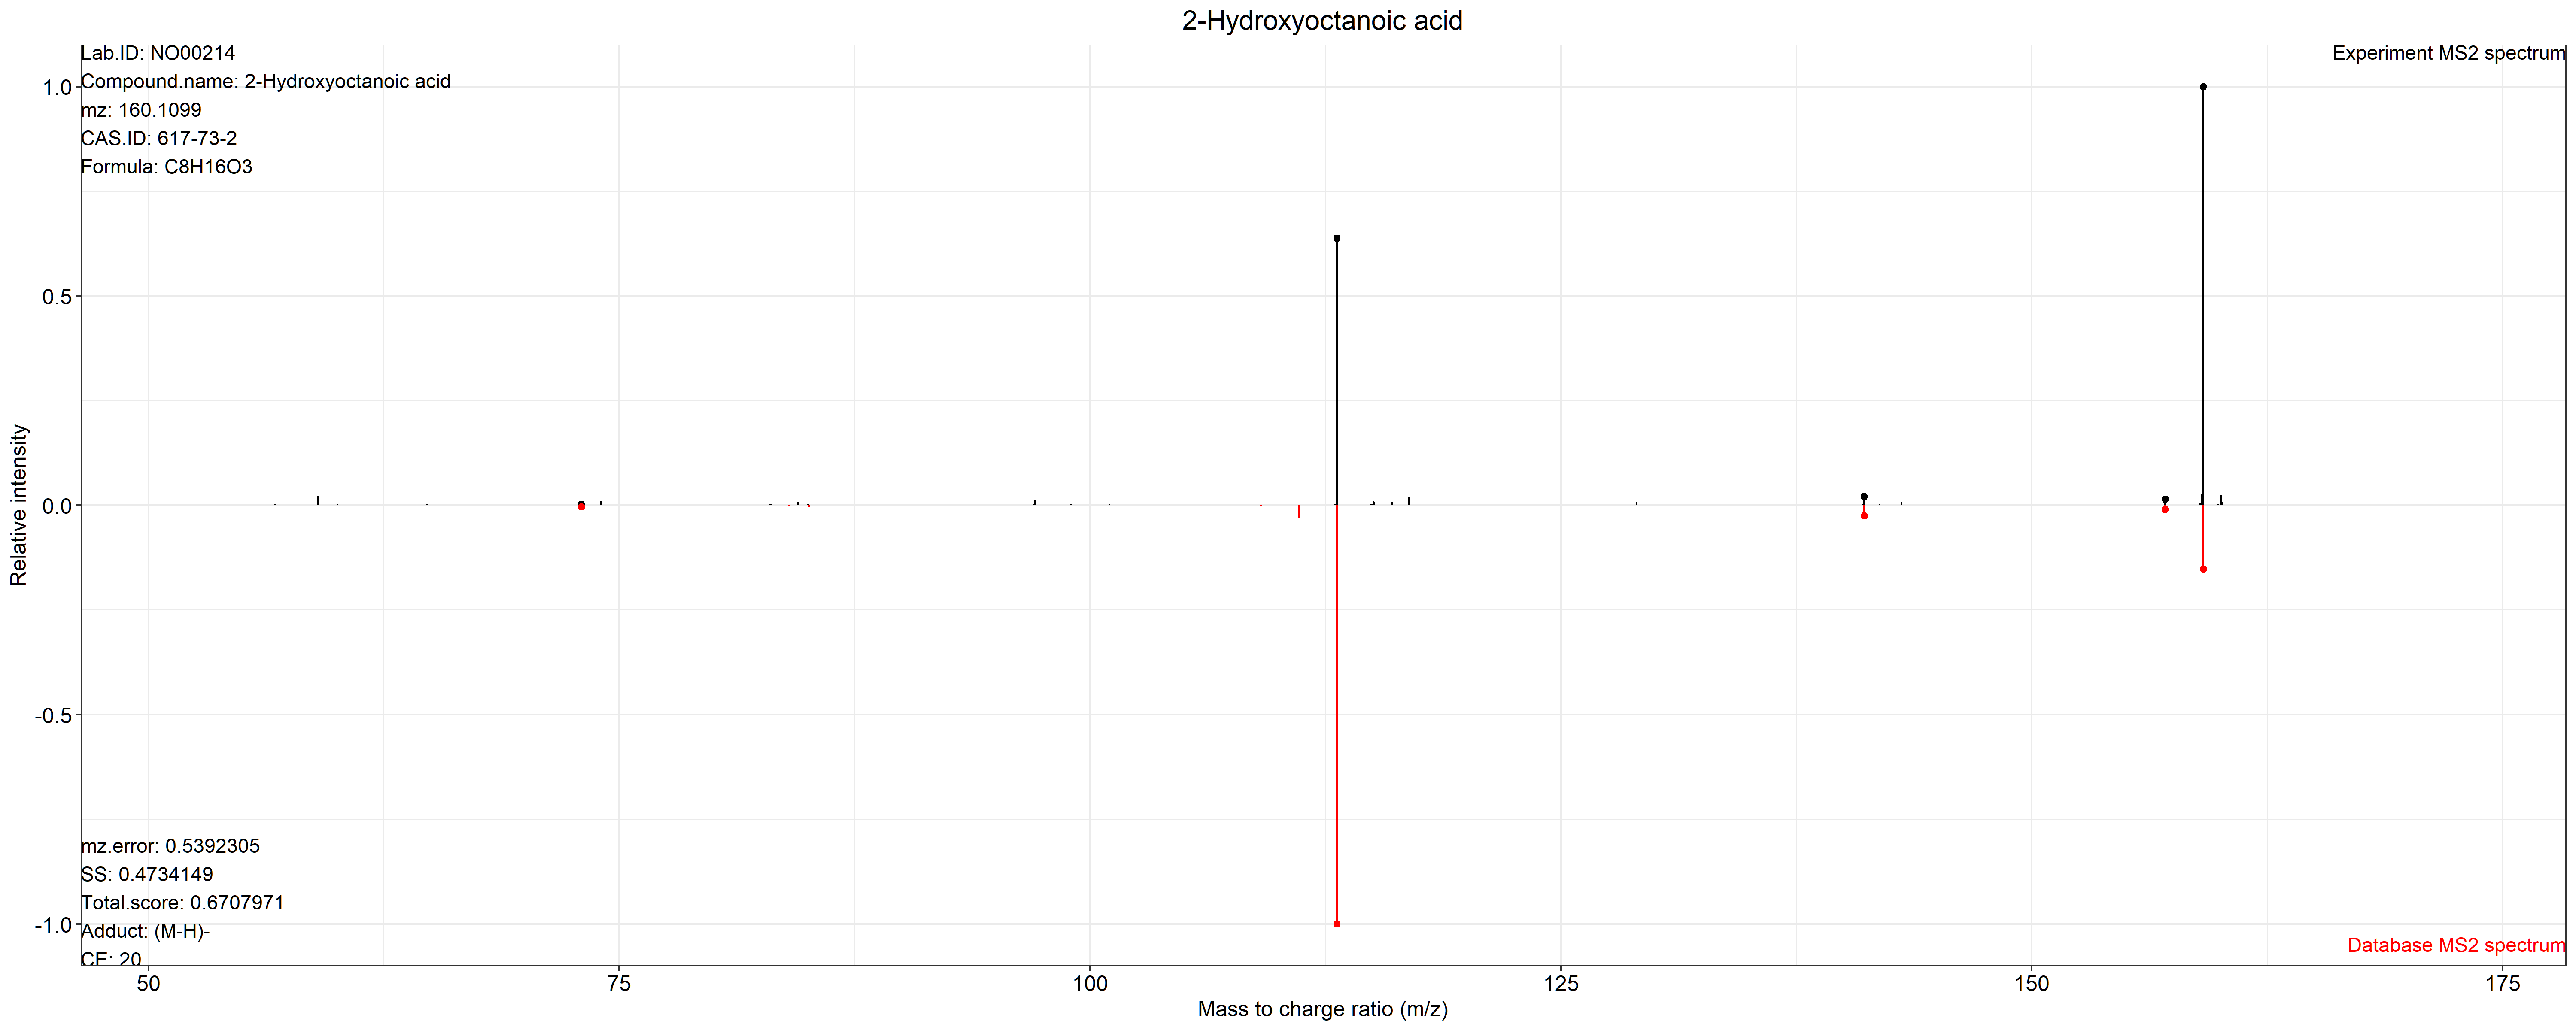 2-Hydroxyoctanoic acid
Lab.ID: NO00214
Compound.name: 2-Hydroxyoctanoic acid
mz: 160.1099
CAS.ID: 617-73-2
Formula: C8H16O3
Experiment MS2 spectrum
1.0
0.5
0.0
-0.5
-1.0
Relative intensity
mz.error: 0.5392305
SS: 0.4734149
Total.score: 0.6707971
Adduct: (M-H)-
CE: 20
Database MS2 spectrum
50
75
100
125
150
175
Mass to charge ratio (m/z)